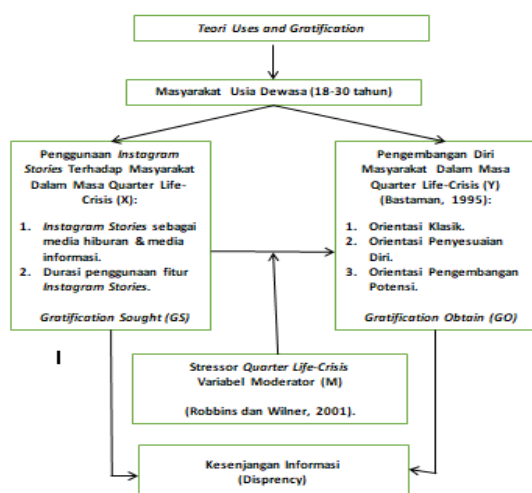 Teori Uses and Gratification
Masyarakat Usia Dewasa (18-30 tahun)
Penggunaan Instagram
Stories Terhadap Masyarakat
Dalam Masa Quarter Life-
Crisis (X):
1. Instagram Stories sebagai
media hiburan & media
informasi.
2. Durasi penggunaan fitur
Instagram Stories.
Gratification Sought (GS)
Pengembangan Diri
Masyarakat Dalam Masa
Quarter Life-Crisis (Y)
(Bastaman, 1995):
1. Orientasi Klasik.
2. Orientasi Penyesuaian
Diri.
3. Orientasi Pengembangan
Potensi.
Gratification Obtain (GO)
I
Stressor Quarter Life-Crisis
Variabel Moderator (M)
(Robbins dan Wilner, 2001).
Kesenjangan Informasi
(Disprency)